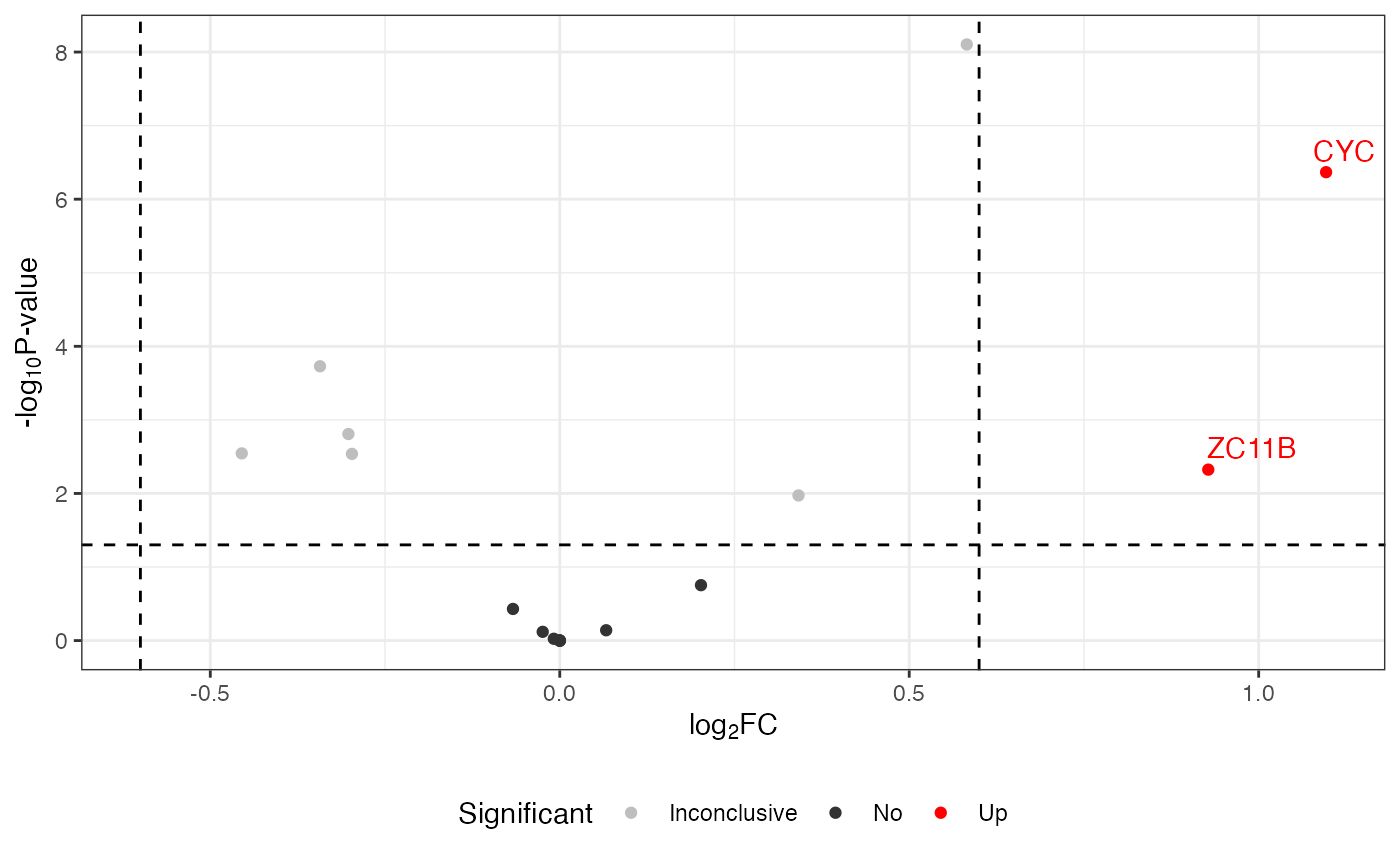 8
CYC
6
-log₁₀P-value
4
ZC11B
2
0
-0.5 0.0 0.5 1.0
log₂FC
Significant Inconclusive No Up